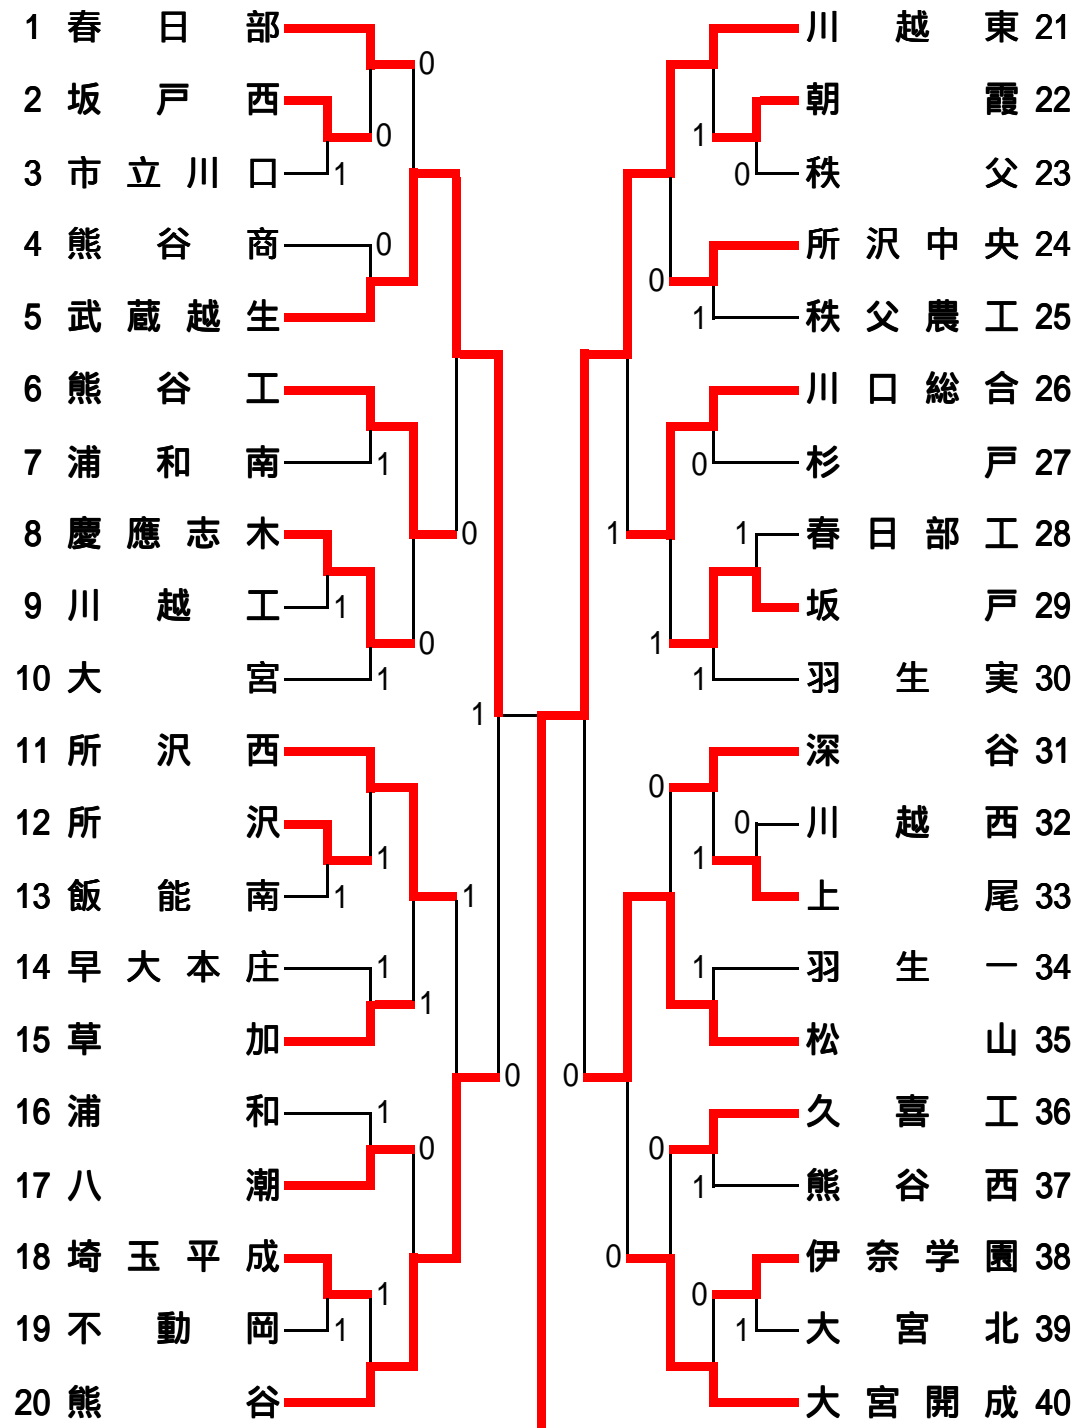 1 春日部
0
2 坂戸西
0
3 市立川口
1
4 熊谷商
0
5 武蔵越生
6 熊谷工
7 浦和南
1
8 慶應志木
0
9 川越工
1
0
10 大宮
1
1
11 所沢西
12 所沢
1
13 飯能南
1
1
14 早大本庄
1
1
15 草加
0
16 浦和
1
0
17 八潮
18 埼玉平成
1
19 不動岡
1
20 熊谷
川越東 21
朝霞 22
1
0
秩父 23
所沢中央 24
0
1
秩父農工 25
川口総合 26
0
杉戸 27
1
1
春日部工 28
坂戸 29
1
1
羽生実 30
深谷 31
0
0
川越西 32
1
上尾 33
1
羽生一 34
松山 35
0
久喜工 36
0
1
熊谷西 37
0
伊奈学園 38
0
1
大宮北 39
大宮開成 40